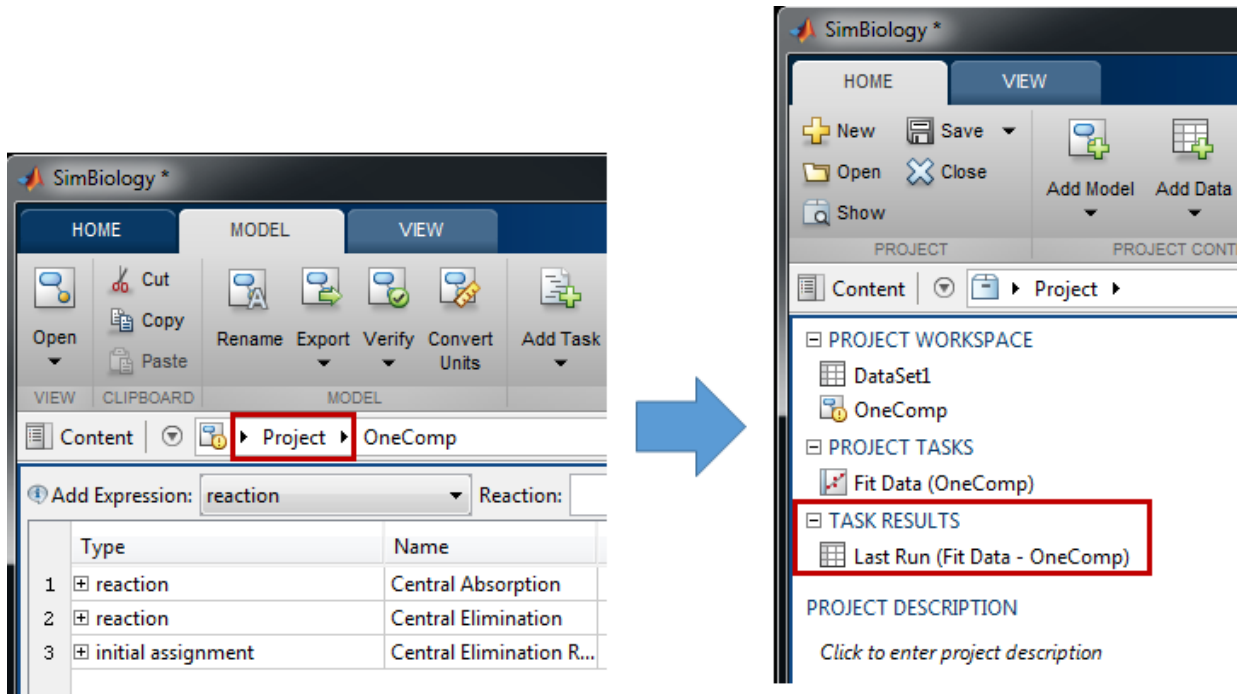 SimBiology *
HOME MODEL VIEW
Open
Cut
Copy
Paste
Rename Export Verify Convert Units Add Task
VIEW CLIPBOARD MODEL
Content Project OneComp
Add Expression: reaction Reaction:
Type Name
1 reaction Central Absorption
2 reaction Central Elimination
3 initial assignment Central Elimination R...
SimBiology *
HOME VIEW
New Save
Open Close
Show
Add Model Add Data
PROJECT PROJECT CONT
Content Project
PROJECT WORKSPACE
DataSet1
OneComp
PROJECT TASKS
Fit Data (OneComp)
TASK RESULTS
Last Run (Fit Data - OneComp)
PROJECT DESCRIPTION
Click to enter project description